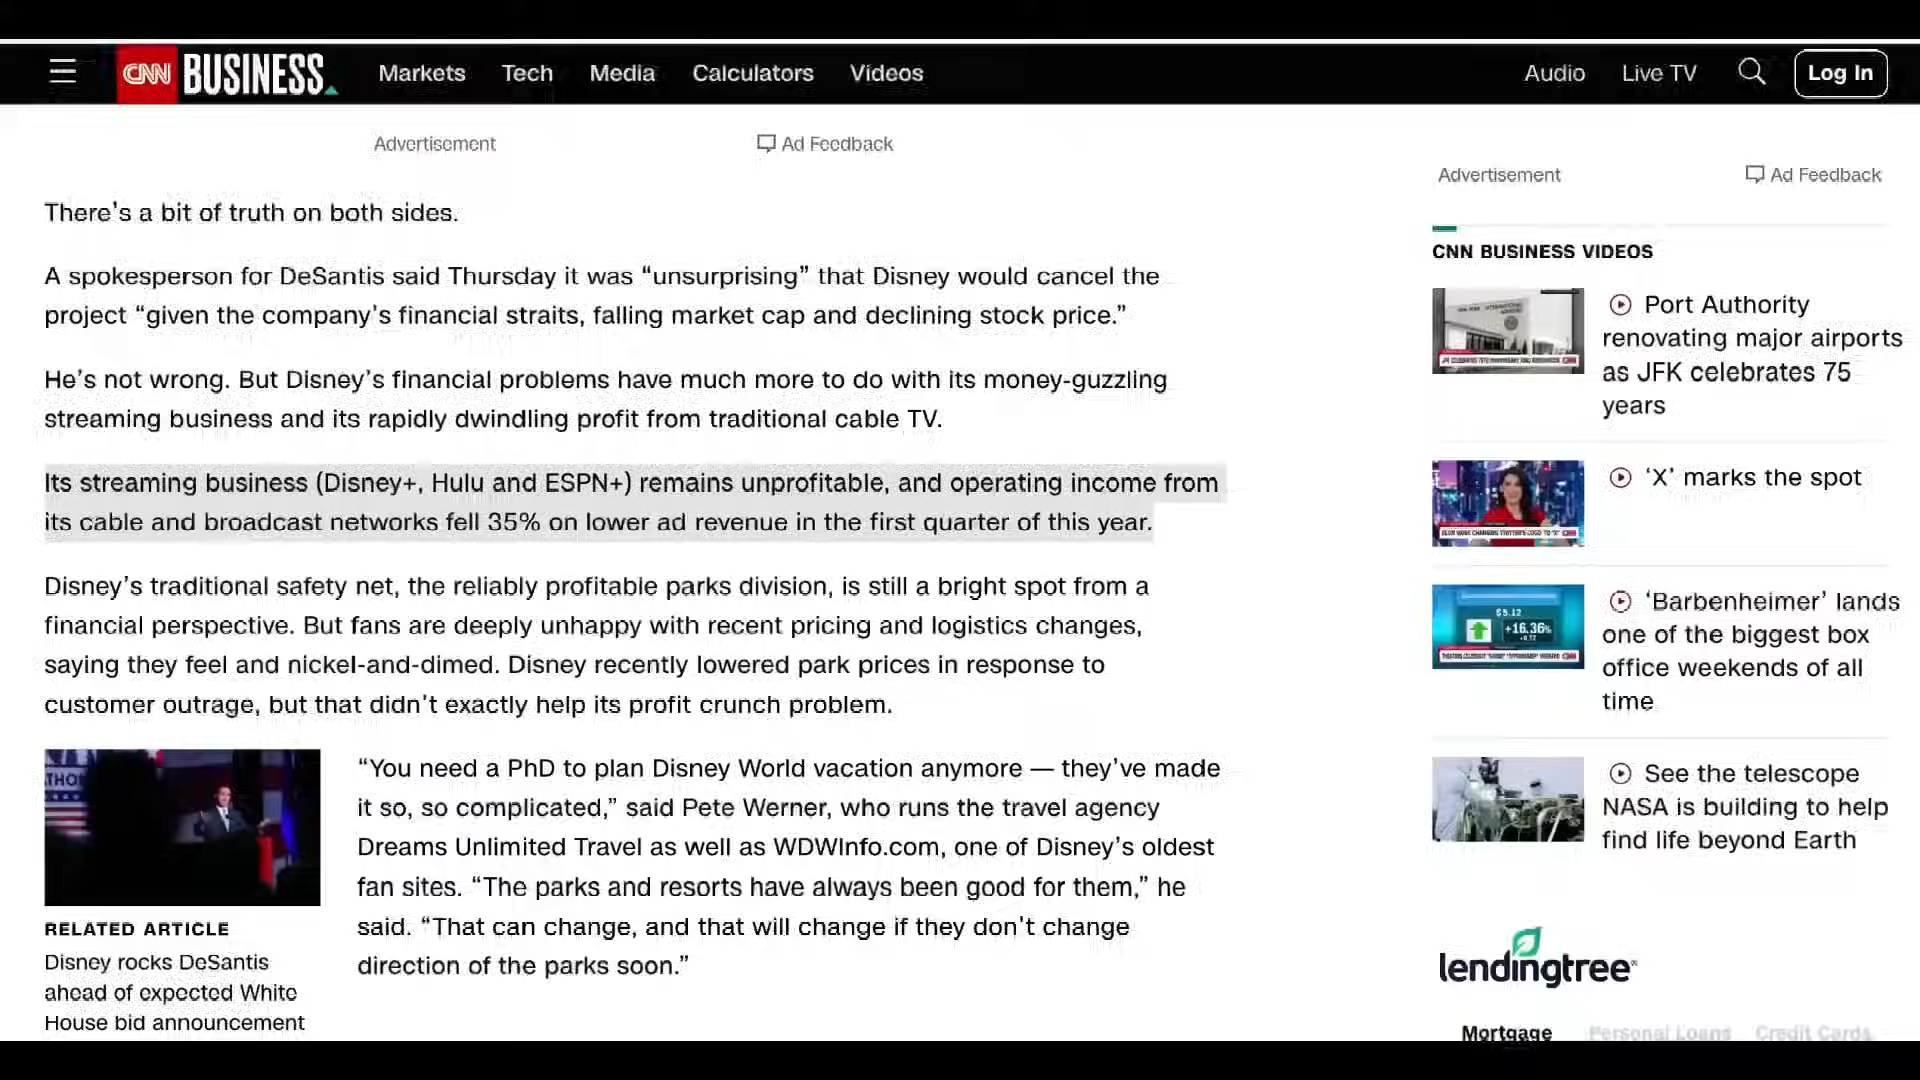 CNN BUSINESS
Markets
Tech
Media
Calculators
Videos
Audio
Live TV
Log In
Advertisement
Ad Feedback
There's a bit of truth on both sides.
A spokesperson for DeSantis said Thursday it was “unsurprising” that Disney would cancel the
project “given the company's financial straits, falling market cap and declining stock price.”
He's not wrong. But Disney's financial problems have much more to do with its money-guzzling
streaming business and its rapidly dwindling profit from traditional cable TV.
Its streaming business (Disney+, Hulu and ESPN+) remains unprofitable, and operating income from
its cable and broadcast networks fell 35% on lower ad revenue in the first quarter of this year.
Disney's traditional safety net, the reliably profitable parks division, is still a bright spot from a
financial perspective. But fans are deeply unhappy with recent pricing and logistics changes,
saying they feel and nickel-and-dimed. Disney recently lowered park prices in response to
customer outrage, but that didn't exactly help its profit crunch problem.
“You need a PhD to plan Disney World vacation anymore — they've made
it so, so complicated,” said Pete Werner, who runs the travel agency
Dreams Unlimited Travel as well as WDWInfo.com, one of Disney's oldest
fan sites. “The parks and resorts have always been good for them,” he
said. “That can change, and that will change if they don't change
direction of the parks soon.”
RELATED ARTICLE
Disney rocks DeSantis
ahead of expected White
House bid announcement
Advertisement
Ad Feedback
CNN BUSINESS VIDEOS
Port Authority
renovating major airports
as JFK celebrates 75
years
‘X’ marks the spot
$5.12
+16.36%
‘Barbenheimer’ lands
one of the biggest box
office weekends of all
time
See the telescope
NASA is building to help
find life beyond Earth
lendingtree
Mortgage
Personal Loans
Credit Cards